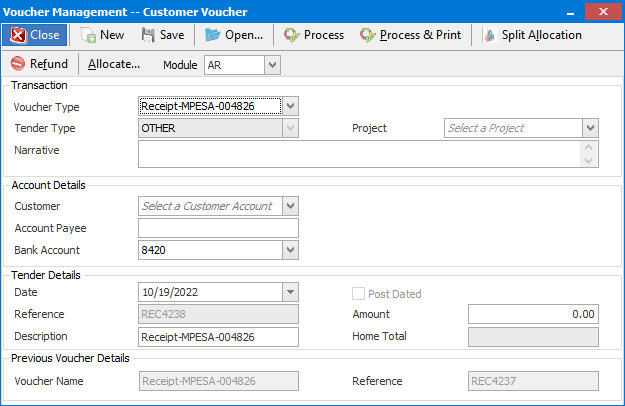 Voucher Management -- Customer Voucher
Close New Save Open... Process Process & Print Split Allocation
Refund Allocate... Module AR
Transaction
Voucher Type Receipt-MPESA-004826
Tender Type OTHER Project Select a Project
Narrative
Account Details
Customer Select a Customer Account
Account Payee
Bank Account 8420
Tender Details
Date 10/19/2022 Post Dated
Reference REC4238 Amount 0.00
Description Receipt-MPESA-004826 Home Total
Previous Voucher Details
Voucher Name Receipt-MPESA-004826 Reference REC4237